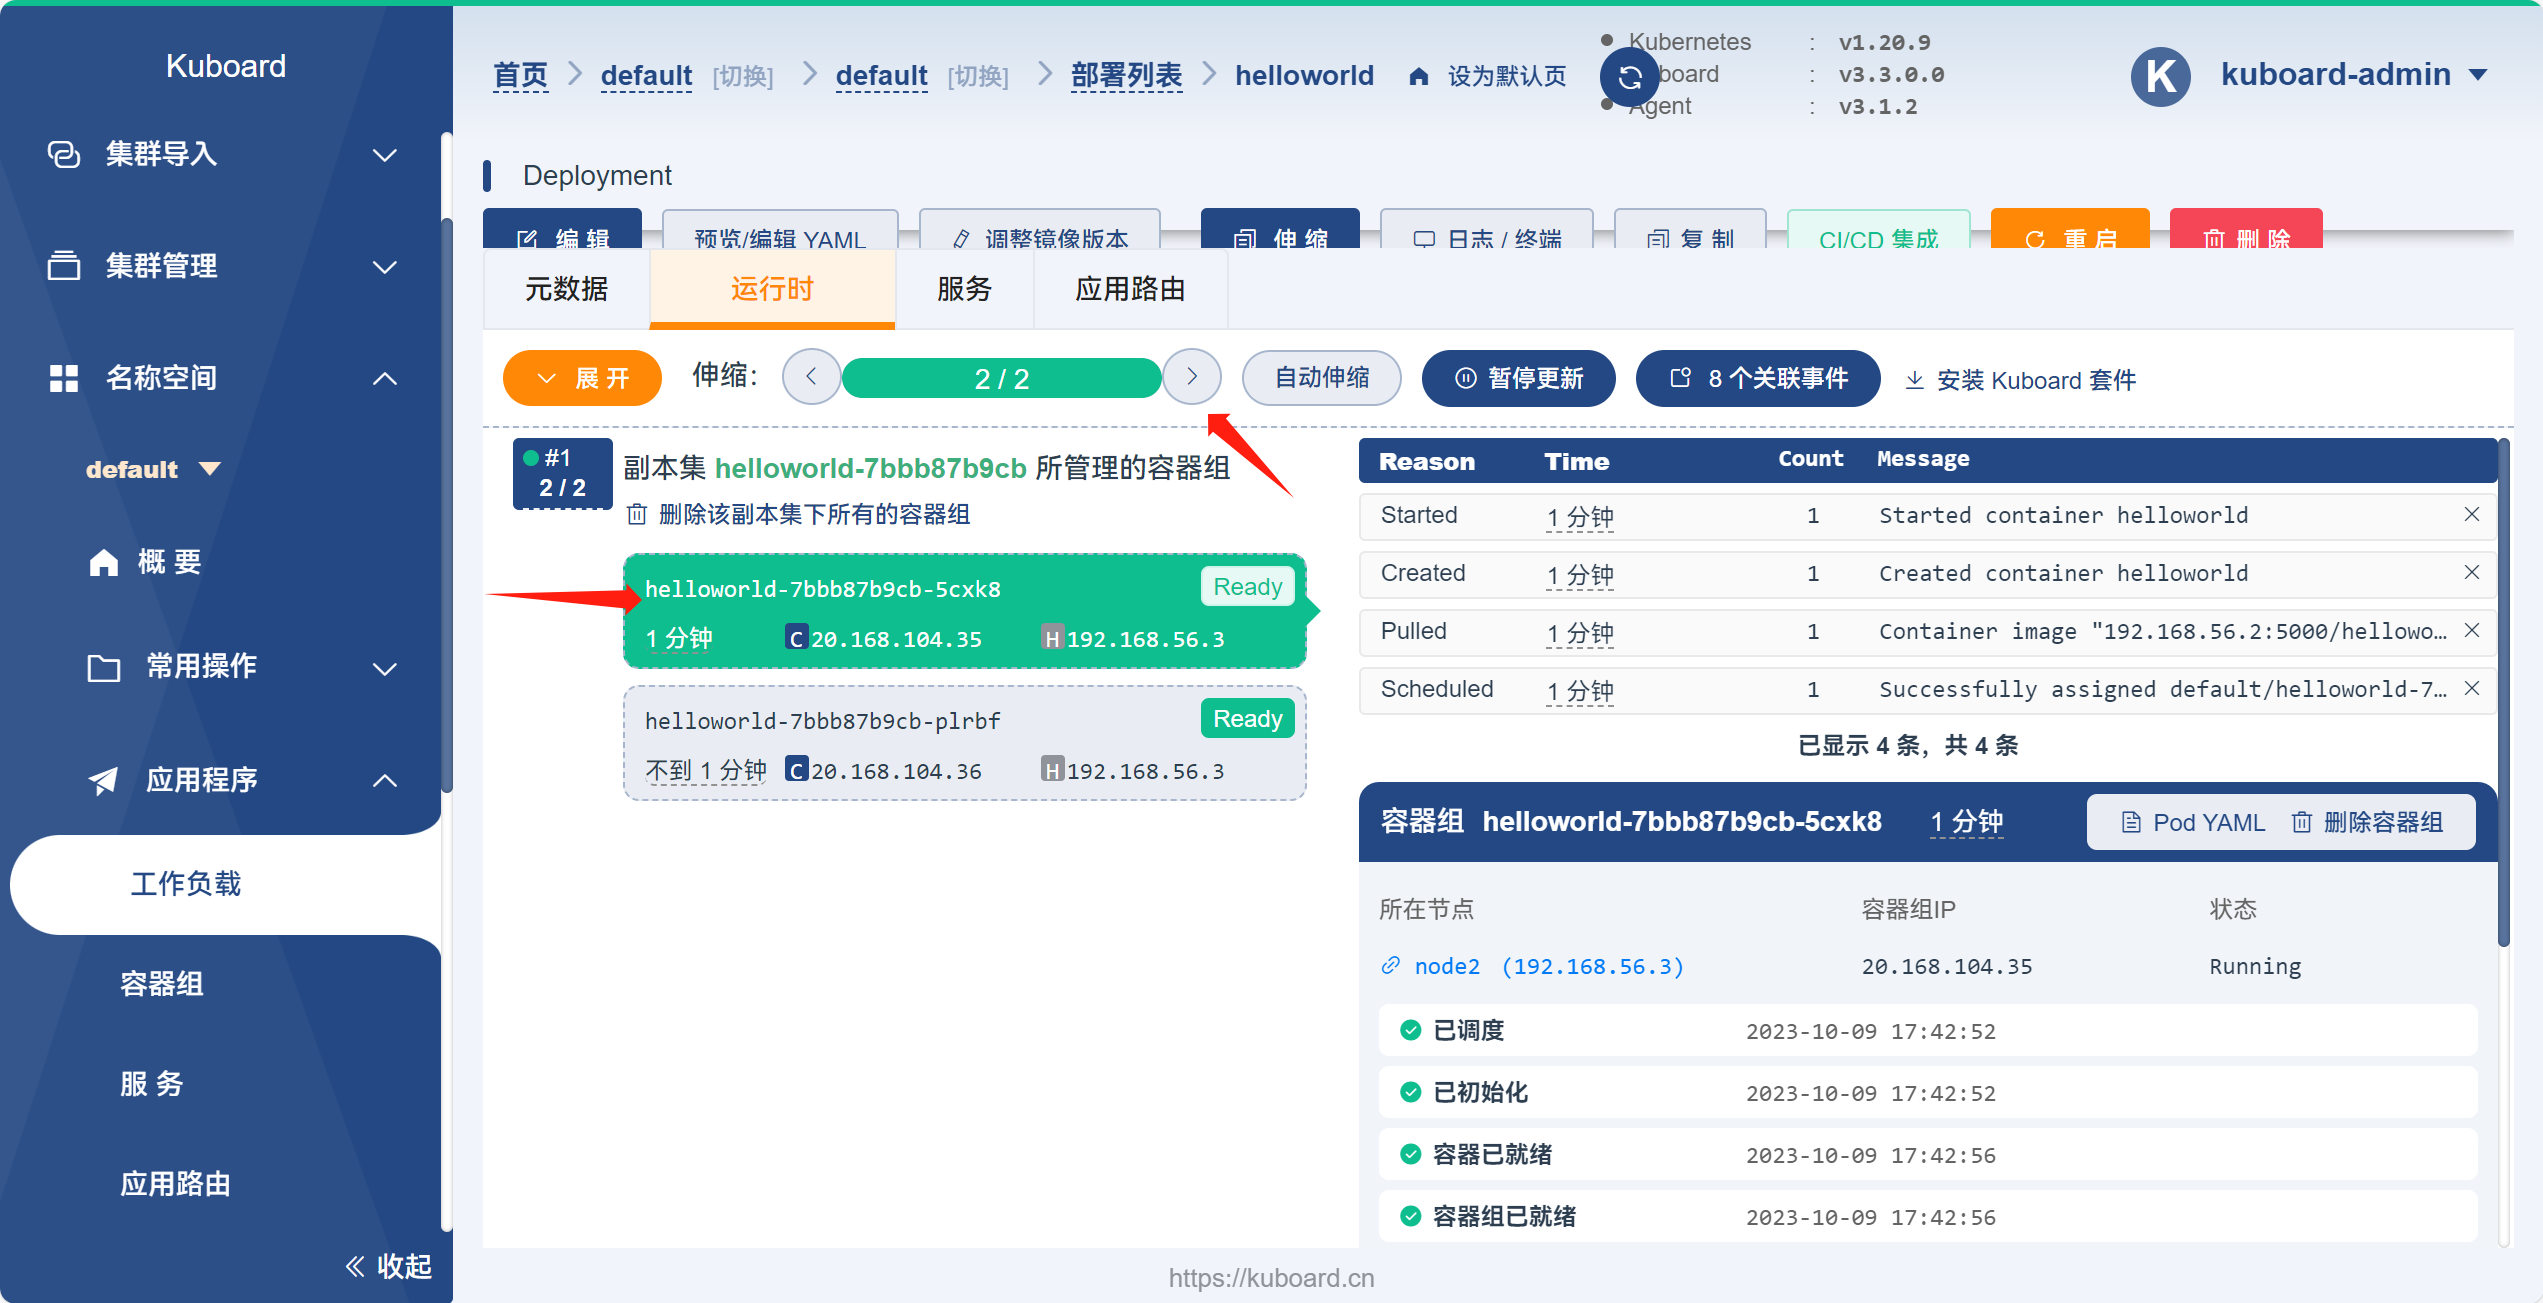 Kuboard
集群导入
集群管理
名称空间
default
概 要
常用操作
应用程序
工作负载
容器组
服 务
应用路由
收起
首页 default [切换] default [切换] 部署列表 helloworld 设为默认页
Kubernetes : v1.20.9
board : v3.3.0.0
Agent : v3.1.2
K kuboard-admin
Deployment
编 辑 预览/编辑 YAML 调整镜像版本 伸 缩 日志 / 终端 复 制 CI/CD 集成 重 启 删 除
元数据 运行时 服务 应用路由
展 开 伸缩： 2 / 2 自动伸缩 暂停更新 8 个关联事件 安装 Kuboard 套件
#1
2 / 2
副本集 helloworld-7bbb87b9cb 所管理的容器组
删除该副本集下所有的容器组
helloworld-7bbb87b9cb-5cxk8 Ready
1 分钟 C 20.168.104.35 H 192.168.56.3
helloworld-7bbb87b9cb-plrbf Ready
不到 1 分钟 C 20.168.104.36 H 192.168.56.3
Reason Time Count Message
Started 1 分钟 1 Started container helloworld
Created 1 分钟 1 Created container helloworld
Pulled 1 分钟 1 Container image "192.168.56.2:5000/hellowo…
Scheduled 1 分钟 1 Successfully assigned default/helloworld-7…
已显示 4 条，共 4 条
容器组 helloworld-7bbb87b9cb-5cxk8 1 分钟 Pod YAML 删除容器组
所在节点 容器组IP 状态
node2 (192.168.56.3) 20.168.104.35 Running
已调度 2023-10-09 17:42:52
已初始化 2023-10-09 17:42:52
容器已就绪 2023-10-09 17:42:56
容器组已就绪 2023-10-09 17:42:56
https://kuboard.cn